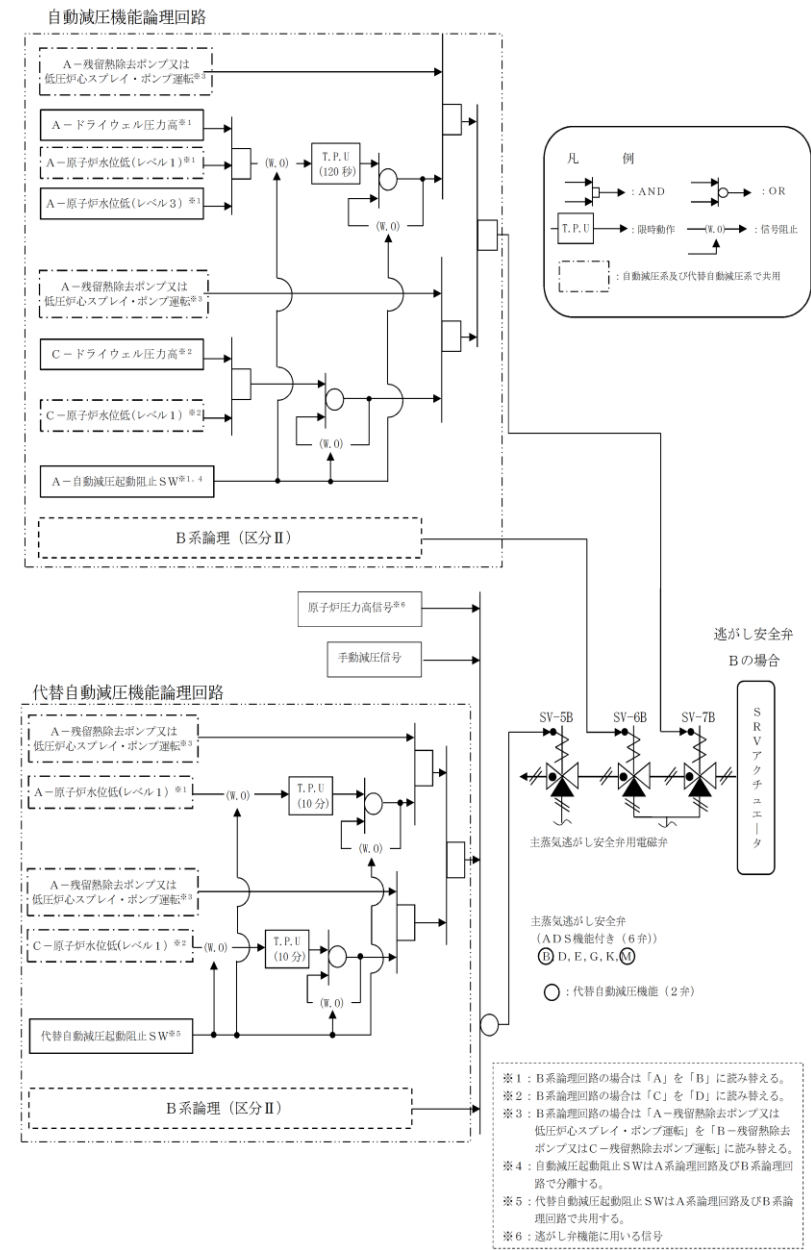 自動減圧機能論理回路
A－残留熱除去ポンプ又は
低圧炉心スプレイ・ポンプ運転※3
A－ドライウェル圧力高※1
A－原子炉水位低(レベル1)※1
A－原子炉水位低(レベル3)※1
(W.O)
T.P.U
(120秒)
(W.O)
A－残留熱除去ポンプ又は
低圧炉心スプレイ・ポンプ運転※3
C－ドライウェル圧力高※2
C－原子炉水位低(レベル1)※2
(W.O)
A－自動減圧起動阻止SW※1,4
B系論理（区分Ⅱ）
凡 例
：AND
：OR
T.P.U
：限時動作
(W.O)
：信号阻止
：自動減圧系及び代替自動減圧系で共用
原子炉圧力高信号※6
手動減圧信号
代替自動減圧機能論理回路
A－残留熱除去ポンプ又は
低圧炉心スプレイ・ポンプ運転※3
A－原子炉水位低(レベル1)※1
(W.O)
T.P.U
(10分)
(W.O)
A－残留熱除去ポンプ又は
低圧炉心スプレイ・ポンプ運転※3
C－原子炉水位低(レベル1)※2
(W.O)
T.P.U
(10分)
(W.O)
代替自動減圧起動阻止SW※5
B系論理（区分Ⅱ）
逃がし安全弁
Bの場合
SV-5B
SV-6B
SV-7B
SRVアクチュエータ
主蒸気逃がし安全弁用電磁弁
主蒸気逃がし安全弁
（ADS機能付き（6弁））
B, D, E, G, K, M
：代替自動減圧機能（2弁）
※1：B系論理回路の場合は「A」を「B」に読み替える。
※2：B系論理回路の場合は「C」を「D」に読み替える。
※3：B系論理回路の場合は「A－残留熱除去ポンプ又は
低圧炉心スプレイ・ポンプ運転」を「B－残留熱除去
ポンプ又はC－残留熱除去ポンプ運転」に読み替える。
※4：自動減圧起動阻止SWはA系論理回路及びB系論理回
路で分離する。
※5：代替自動減圧起動阻止SWはA系論理回路及びB系論
理回路で共用する。
※6：逃がし弁機能に用いる信号